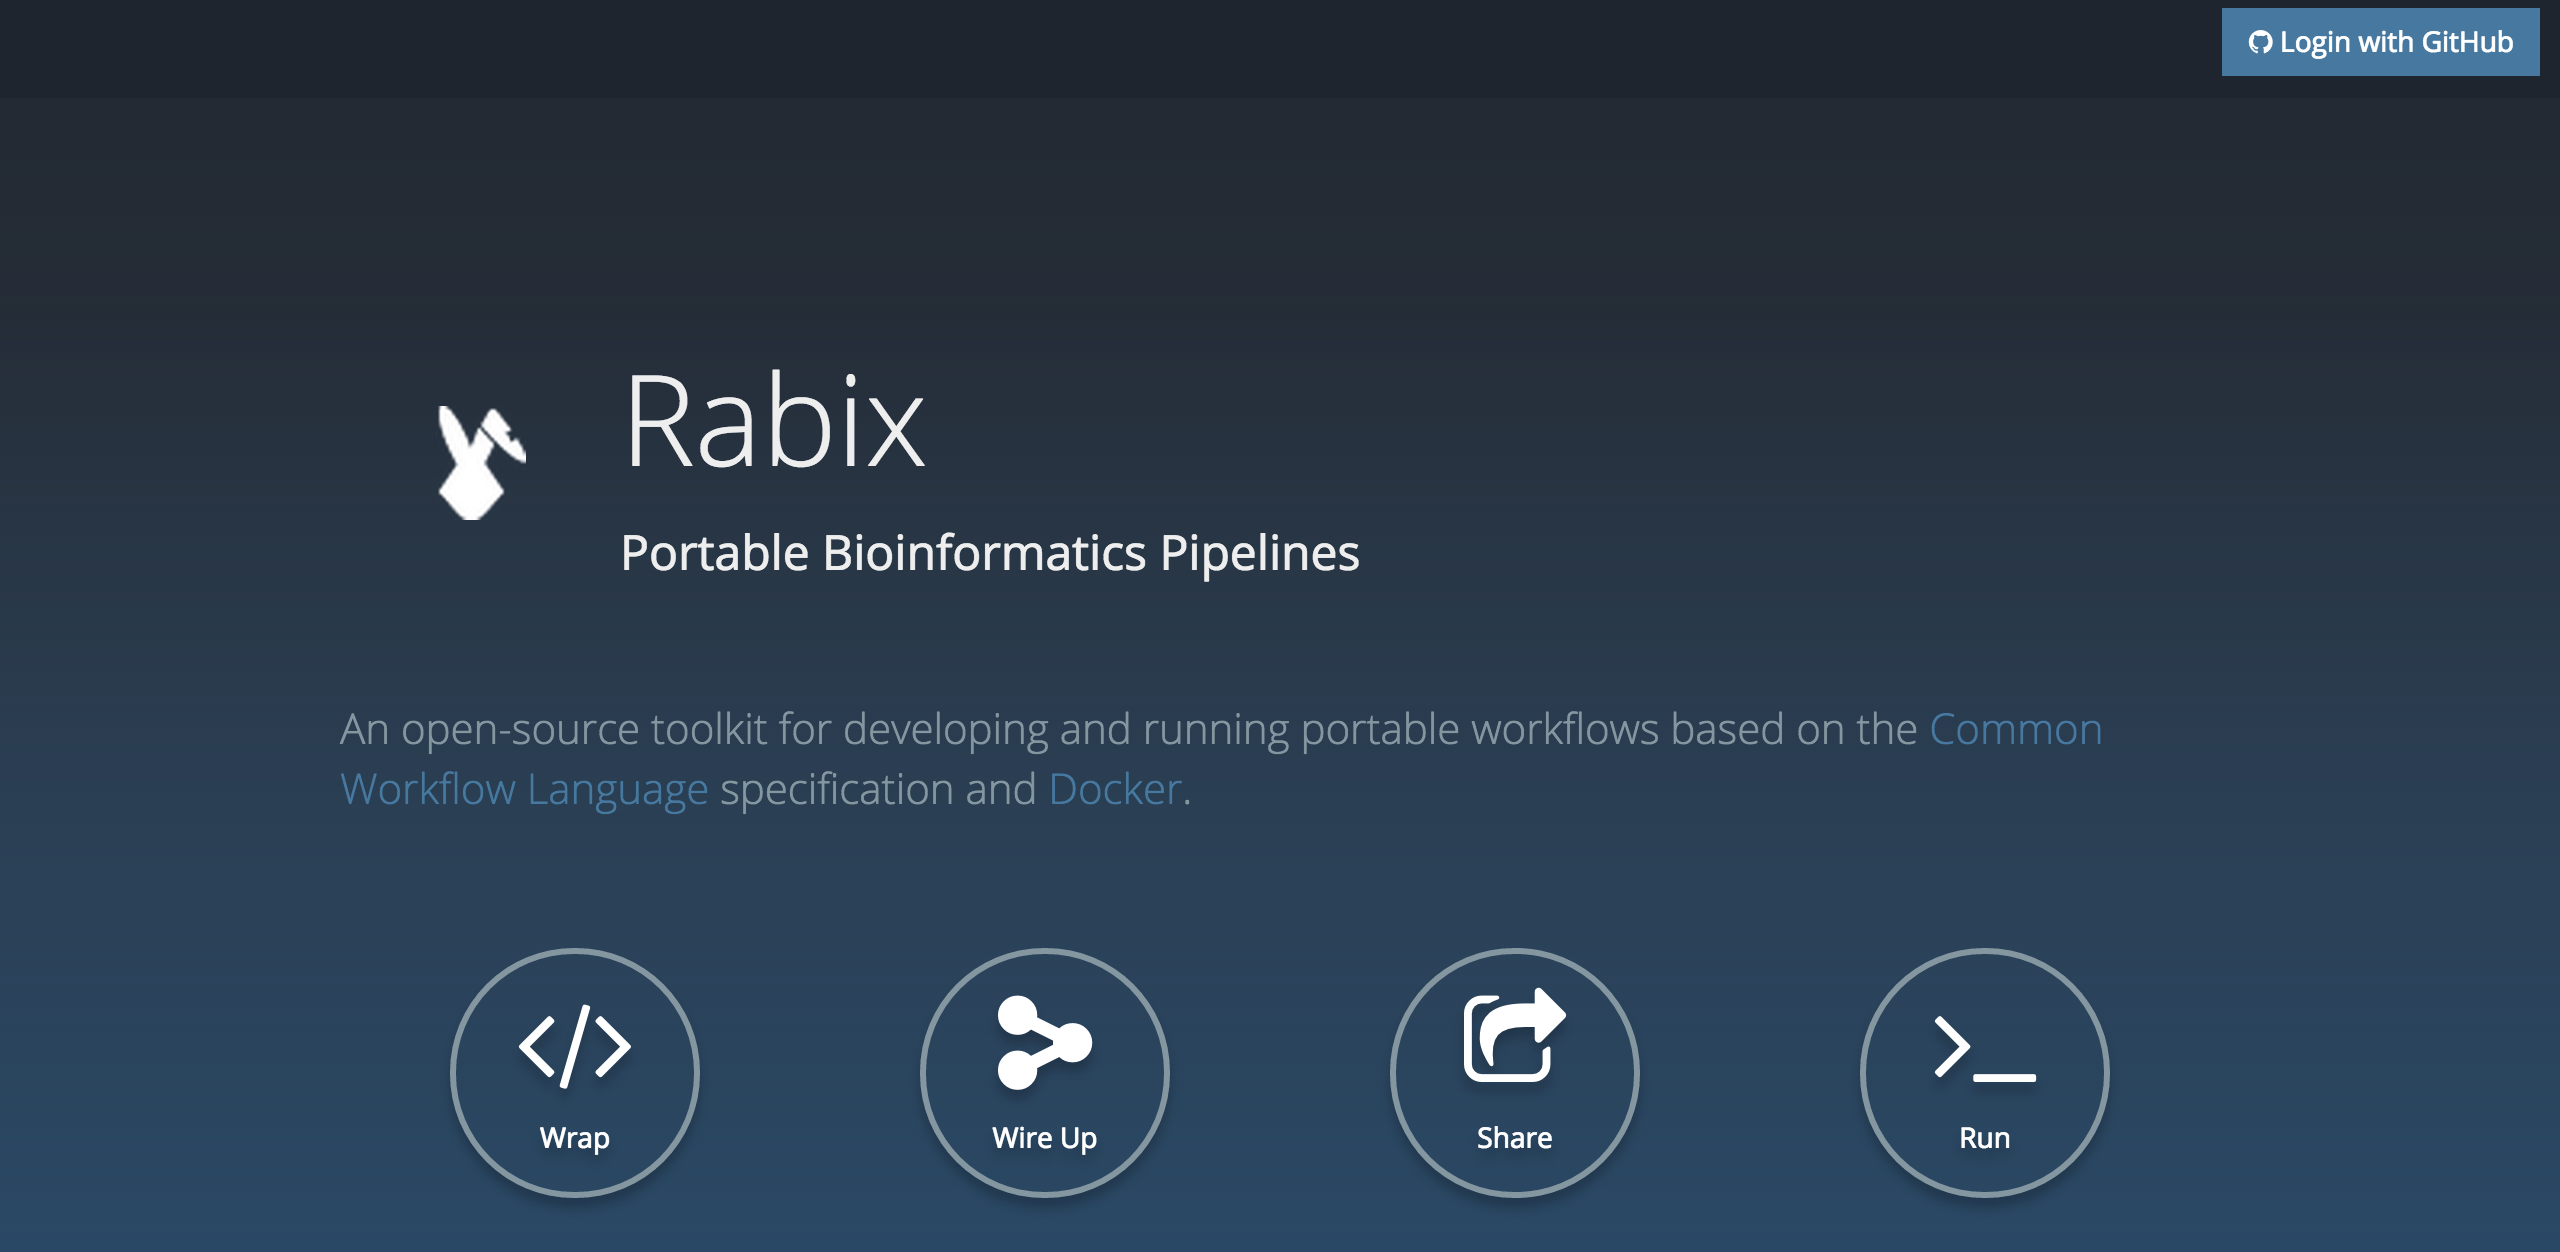 Login with GitHub
Rabix
Portable Bioinformatics Pipelines
An open-source toolkit for developing and running portable workflows based on the Common
Workflow Language specification and Docker.
Wrap
Wire Up
Share
Run